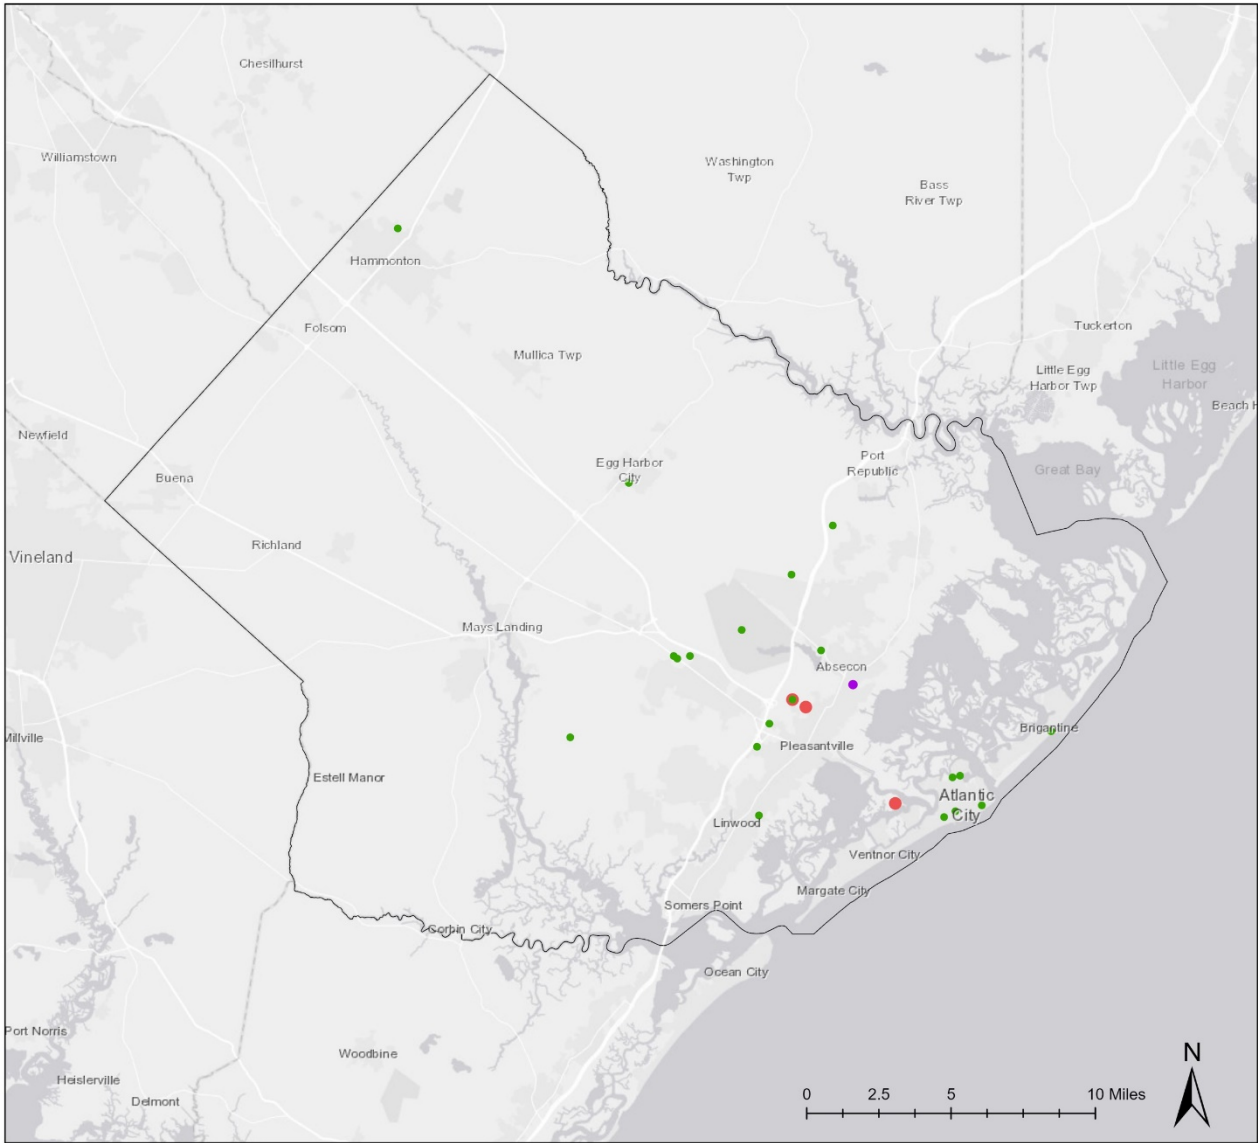 Chesilhurst
Williamstown
Washington
Twp
Bass
River Twp
Hammonton
Folsom
Tuckerton
Mullica Twp
Little Egg
Harbor Twp
Little Egg
Harbor
Beach H
Newfield
Buena
Egg Harbor
City
Port
Republic
Great Bay
Vineland
Richland
Mays Landing
Absecon
Millville
Estell Manor
Pleasantville
Brigantine
Atlantic
City
Linwood
Ventnor City
Margate City
Somers Point
Corbin City
Ocean City
Port Norris
Woodbine
Heislerville
Delmont
N
0 2.5 5 10 Miles